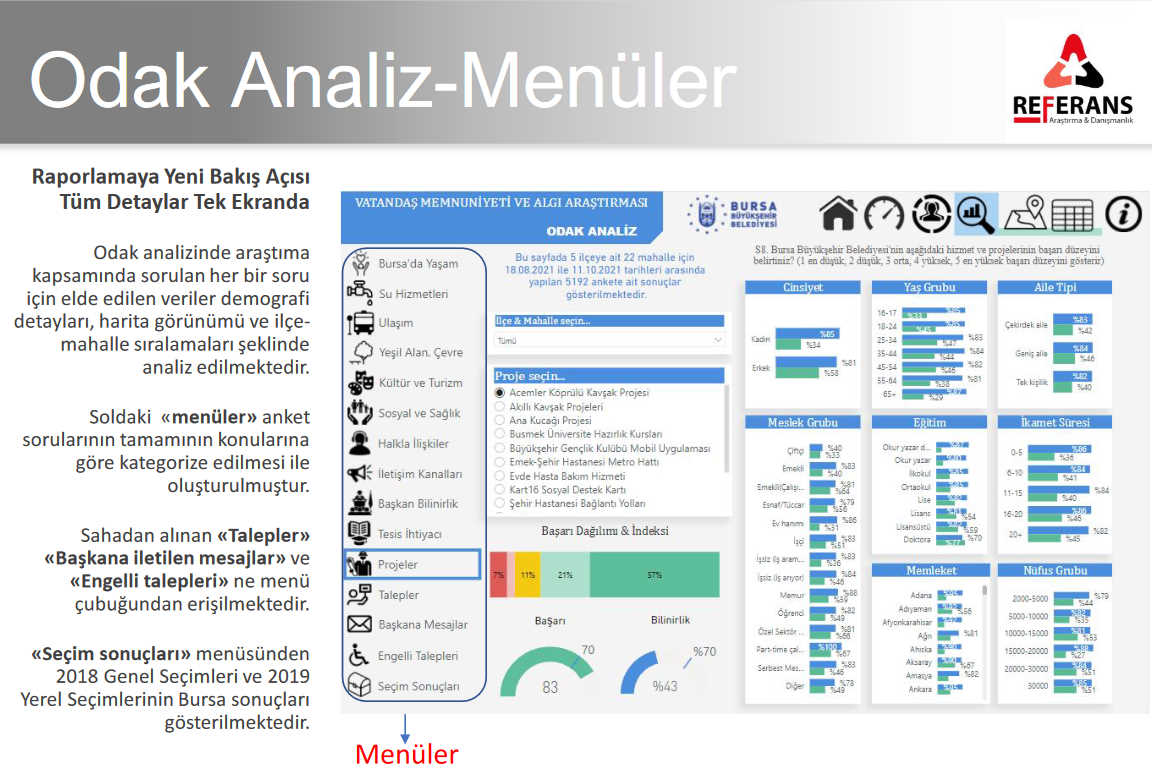 Odak Analiz-Menüler
REFERANS
Araştırma & Danışmanlık
Raporlamaya Yeni Bakış Açısı
Tüm Detaylar Tek Ekranda
Odak analizinde araştıma
kapsamında sorulan her bir soru
için elde edilen veriler demografi
detayları, harita görünümü ve ilçe-
mahalle sıralamaları şeklinde
analiz edilmektedir.
Soldaki «menüler» anket
sorularının tamamının konularına
göre kategorize edilmesi ile
oluşturulmuştur.
Sahadan alınan «Talepler»
«Başkana iletilen mesajlar» ve
«Engelli talepleri» ne menü
çubuğundan erişilmektedir.
«Seçim sonuçları» menüsünden
2018 Genel Seçimleri ve 2019
Yerel Seçimlerinin Bursa sonuçları
gösterilmektedir.
VATANDAŞ MEMNUNİYETİ VE ALGI ARAŞTIRMASI
ODAK ANALİZ
BURSA
BÜYÜKŞEHİR
BELEDİYESİ
Bursa'da Yaşam
Su Hizmetleri
Ulaşım
Yeşil Alan, Çevre
Kültür ve Turizm
Sosyal ve Sağlık
Halkla İlişkiler
İletişim Kanalları
Başkan Bilinirlik
Tesis İhtiyacı
Projeler
Talepler
Başkana Mesajlar
Engelli Talepleri
Seçim Sonuçları
Menüler
Bu sayfada 5 ilçeye ait 22 mahalle için
18.08.2021 ile 11.10.2021 tarihleri arasında
yapılan 5192 ankete ait sonuçlar
gösterilmektedir.
İlçe & Mahalle seçin...
Tümü
Proje seçin...
Acemler Köprülü Kavşak Projesi
Akıllı Kavşak Projeleri
Ana Kucağı Projesi
Busmek Üniversite Hazırlık Kursları
Büyükşehir Gençlik Kulübü Mobil Uygulaması
Emek-Şehir Hastanesi Metro Hattı
Evde Hasta Bakım Hizmeti
Kart16 Sosyal Destek Kartı
Şehir Hastanesi Bağlantı Yolları
Başarı Dağılım & İndeksi
7% 11% 21% 57%
Başarı
70
83
Bilinirlik
%70
%43
S8. Bursa Büyükşehir Belediyesi'nin aşağıdaki hizmet ve projelerinin başarı düzeyini
belirtiniz? (1 en düşük, 2 düşük, 3 orta, 4 yüksek, 5 en yüksek başarı düzeyini gösterir)
Cinsiyet
Kadın %85 %34
Erkek %81 %58
Yaş Grubu
16-17
18-24
25-34 %83 %47
35-44 %84 %44
45-54 %82 %46
55-64 %81 %38
65+ %29
Aile Tipi
Çekirdek aile %83 %42
Geniş aile %84 %46
Tek kişilik %82 %40
Meslek Grubu
Çiftçi %40 %33
Emekli %83 %40
Emekli(Çalış... %81 %64
Esnaf/Tüccar %79 %56
Ev hanımı %86 %31
İşçi %83 %51
İşsiz (iş aram... %83 %36
İşsiz (iş arıyor) %84 %46
Memur %88 %59
Öğrenci %82 %49
Özel Sektör ... %81 %66
Part-time çal... %100 %67
Serbest Mes... %83 %46
Diğer %78 %49
Eğitim
Okur yazar d...
Okur yazar
İlkokul
Ortaokul
Lise
Lisans %54
Lisansüstü %59
Doktora %70 %77
İkamet Süresi
0-5 %86 %36
6-10 %84 %41
11-15 %84 %40
16-20 %86 %46
20+ %82 %45
Memleket
Adana
Adıyaman %56
Afyonkarahisar
Ağrı %81
Ahıska
Aksaray %67
Amasya %82
Ankara
Nüfus Grubu
2000-5000 %79 %44
5000-10000 %35
10000-15000 %53
15000-20000 %27
20000-30000 %51
30000 %85 %51